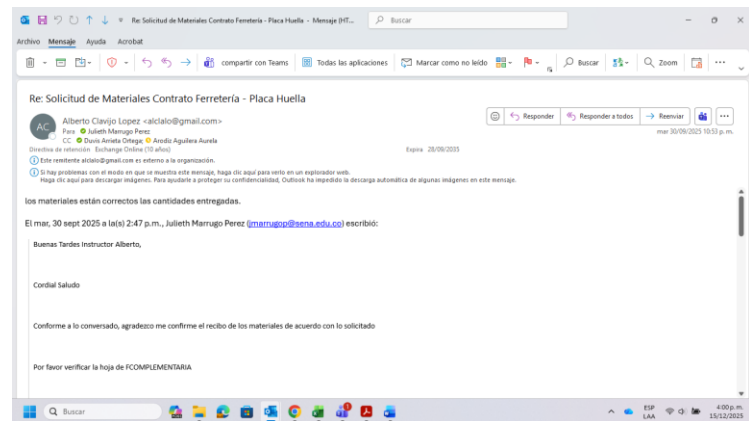 Re: Solicitud de Materiales Contrato Ferretería - Placa Huella - Mensaje (HT...
Buscar
Archivo Mensaje Ayuda Acrobat
compartir con Teams Todas las aplicaciones Marcar como no leído Buscar Zoom
Re: Solicitud de Materiales Contrato Ferretería - Placa Huella
AC
Alberto Clavijo Lopez <alclalo@gmail.com>
Para Julieth Marrugo Perez
CC Duvis Arrieta Ortega; Arodiz Aguilera Aurela
Responder Responder a todos Reenviar
mar 30/09/2025 10:53 p. m.
Directiva de retención Exchange Online (10 años) Expira 28/09/2035
Este remitente alclalo@gmail.com es externo a la organización.
Si hay problemas con el modo en que se muestra este mensaje, haga clic aquí para verlo en un explorador web.
Haga clic aquí para descargar imágenes. Para ayudarle a proteger su confidencialidad, Outlook ha impedido la descarga automática de algunas imágenes en este mensaje.
los materiales están correctos las cantidades entregadas.
El mar, 30 sept 2025 a la(s) 2:47 p.m., Julieth Marrugo Perez (jmarrugop@sena.edu.co) escribió:
Buenas Tardes Instructor Alberto,
Cordial Saludo
Conforme a lo conversado, agradezco me confirme el recibo de los materiales de acuerdo con lo solicitado
Por favor verificar la hoja de FCOMPLEMENTARIA
Buscar
ESP
LAA
4:00 p. m.
15/12/2025